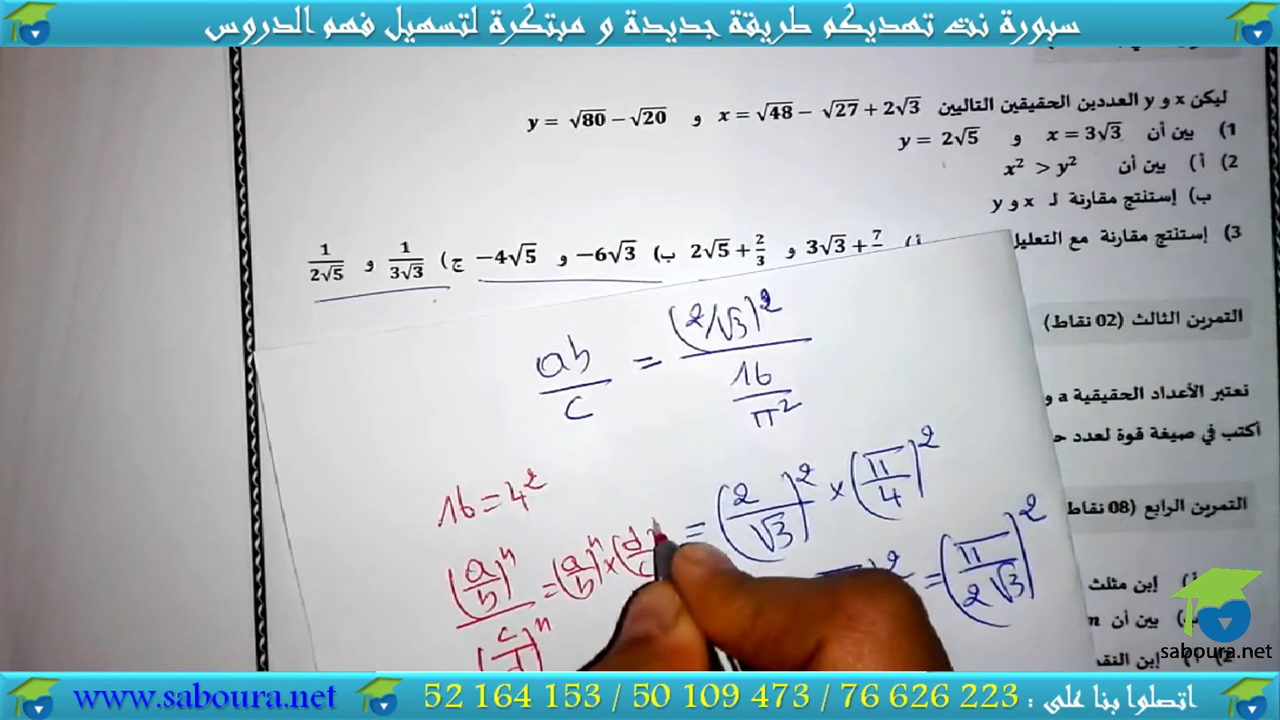 سبورة نت تهديكم طريقة جديدة و مبتكرة لتسهيل فهم الدروس
ليكن x و y العددين الحقيقين التاليين x = √48 − √27 + 2√3 و y = √80 − √20
1) بين أن x = 3√3 و y = 2√5
2) أ) بين أن x² > y²
ب) إستنتج مقارنة لـ x و y
3) إستنتج مقارنة مع التعليل أ) 3√3 + 7/ و 2√5 + 2/3 ب) −6√3 و −4√5 ج) 1/(3√3) و 1/(2√5)
التمرين الثالث (02 نقاط)
نعتبر الأعداد الحقيقية a و
أكتب في صيغة قوة لعدد
التمرين الرابع (08 نقاط
إبن مثلث
بين أن
2) أ) إبن النقـ
ab/c = (2/√3)² / (16/π²)
= (2/√3)² × (π/4)²
= (π/(2√3))²
16 = 4²
(a/b)ⁿ / (c/d)ⁿ = (a/b)ⁿ × (d/c
saboura.net
www.saboura.net اتصلوا بنا على : 52 164 153 / 50 109 473 / 76 626 223